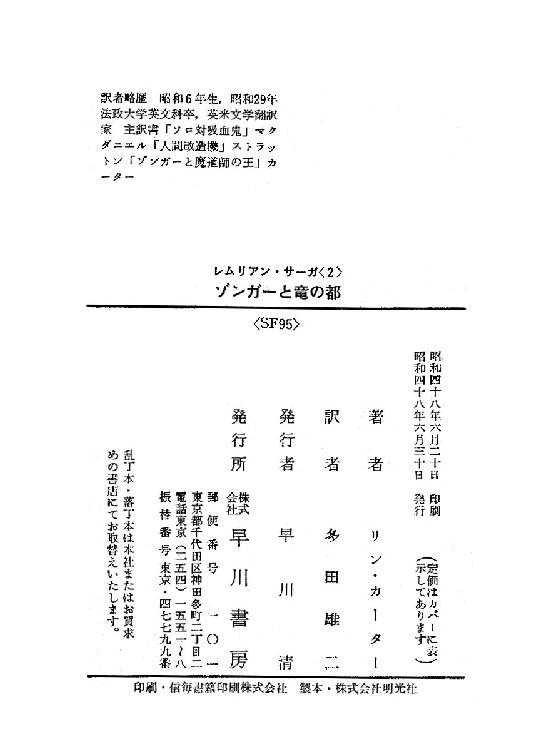 訳者略歴　昭和6年生，昭和29年
法政大学英文科卒，英米文学翻訳
家　主訳書「ソロ対吸血鬼」マク
ダニエル「人間改造機」ストラッ
トン「ゾンガーと魔道師の王」カ
ーター
レムリアン・サーガ〈2〉
ゾンガーと竜の都
〈SF95〉
昭和四十八年六月二十日　印刷
昭和四十八年六月三十日　発行
（定価はカバーに表
示してあります）
著者　リン・カーター
訳者　多田雄二
発行者　早川清
発行所　株式会社　早川書房
郵便番号　一〇一
東京都千代田区神田多町二丁目二
電話東京（二五四）一五五一～八
振替番号東京・四七七九九番
乱丁本・落丁本は本社またはお買求
めの書店にてお取替えいたします。
印刷・信毎書籍印刷株式会社　製本・株式会社明光社